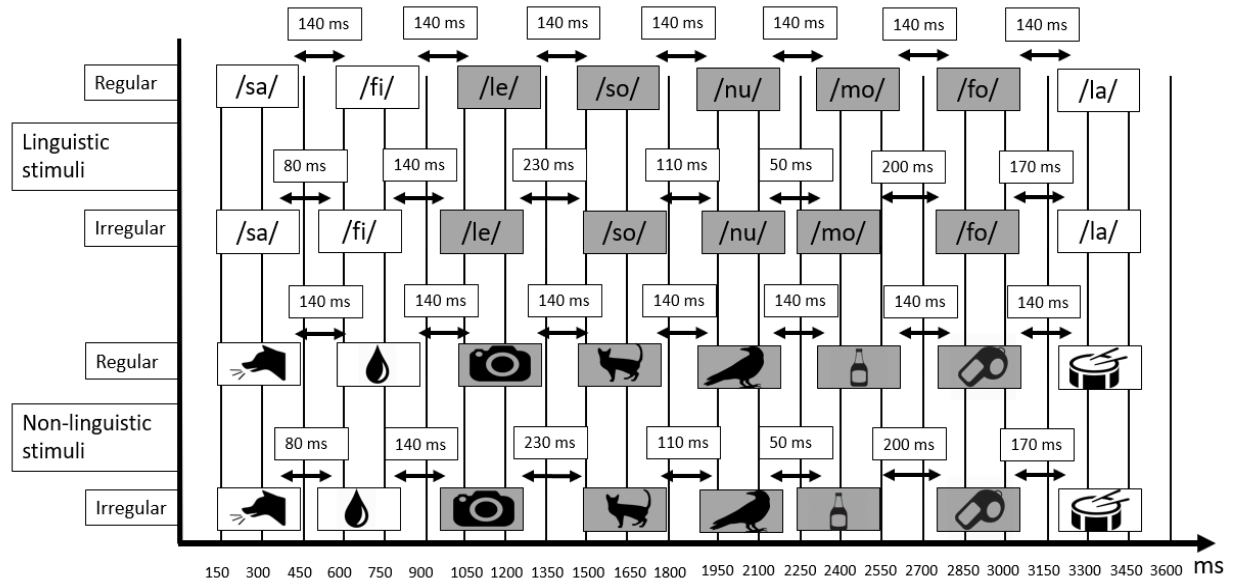 140 ms 140 ms 140 ms 140 ms 140 ms 140 ms 140 ms
Regular /sa/ /fi/ /le/ /so/ /nu/ /mo/ /fo/ /la/
Linguistic
stimuli
80 ms 140 ms 230 ms 110 ms 50 ms 200 ms 170 ms
Irregular /sa/ /fi/ /le/ /so/ /nu/ /mo/ /fo/ /la/
140 ms 140 ms 140 ms 140 ms 140 ms 140 ms 140 ms
Regular
Non-linguistic
stimuli
80 ms 140 ms 230 ms 110 ms 50 ms 200 ms 170 ms
Irregular
150 300 450 600 750 900 1050 1200 1350 1500 1650 1800 1950 2100 2250 2400 2550 2700 2850 3000 3150 3300 3450 3600 ms